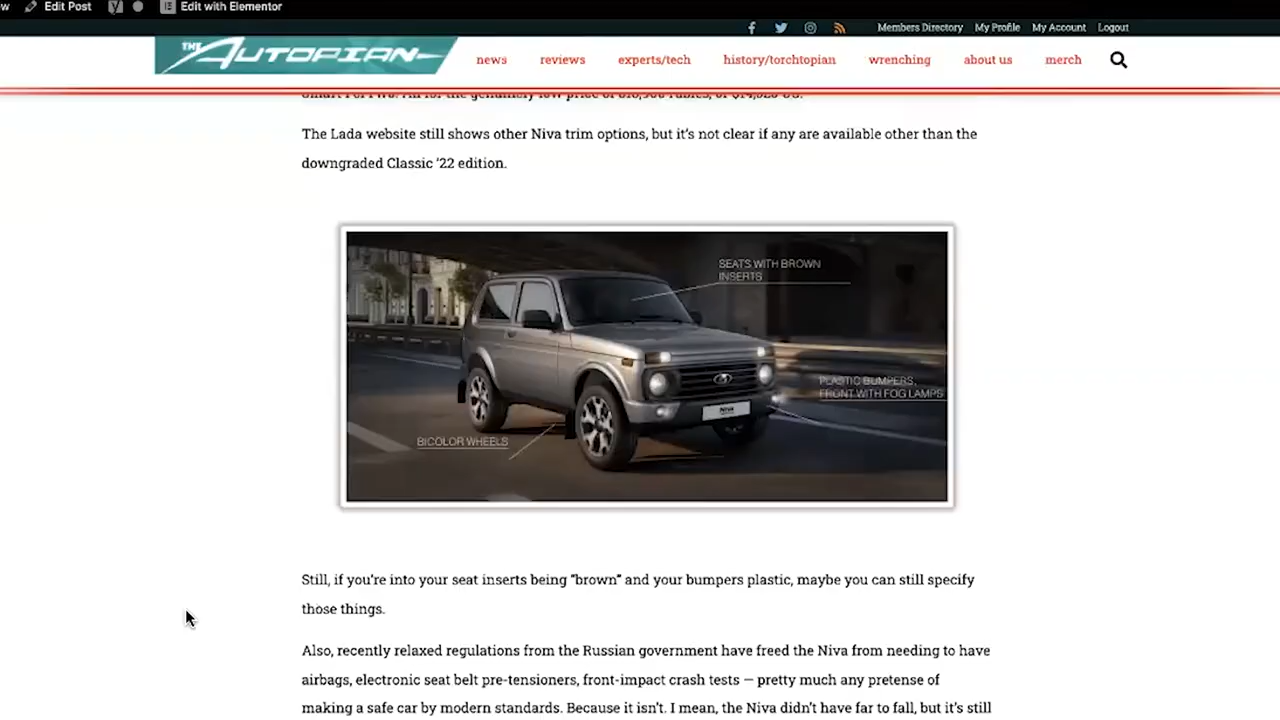 Edit Post
Edit with Elementor
Members Directory My Profile My Account Logout
THE AUTOPIAN
news reviews experts/tech history/torchtopian wrenching about us merch
The Lada website still shows other Niva trim options, but it's not clear if any are available other than the
downgraded Classic '22 edition.
SEATS WITH BROWN
INSERTS
PLASTIC BUMPERS,
FRONT WITH FOG LAMPS
BICOLOR WHEELS
Niva
Still, if you're into your seat inserts being "brown" and your bumpers plastic, maybe you can still specify
those things.
Also, recently relaxed regulations from the Russian government have freed the Niva from needing to have
airbags, electronic seat belt pre-tensioners, front-impact crash tests — pretty much any pretense of
making a safe car by modern standards. Because it isn't. I mean, the Niva didn't have far to fall, but it's still